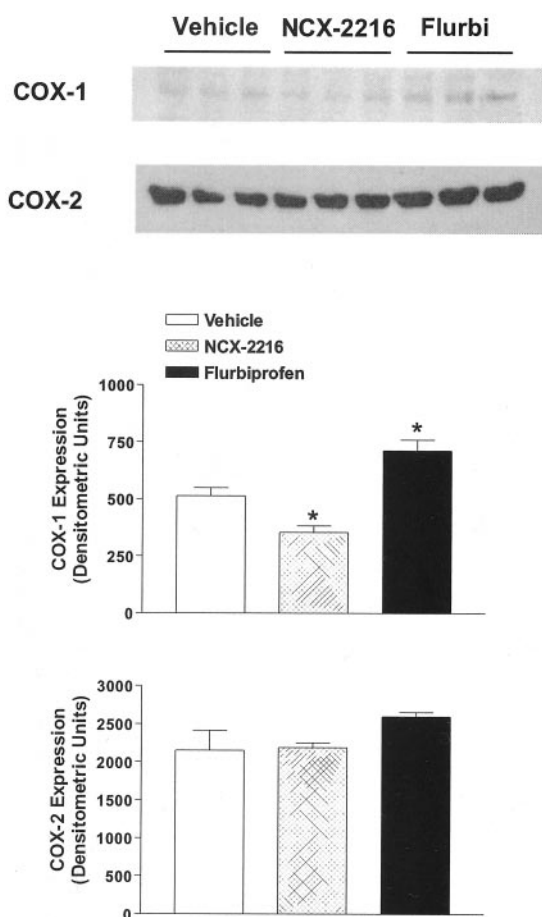 Vehicle NCX-2216 Flurbi
COX-1
COX-2
Vehicle
NCX-2216
Flurbiprofen
COX-1 Expression
(Densitometric Units)
1000
750
500
250
0
*
*
COX-2 Expression
(Densitometric Units)
3000
2500
2000
1500
1000
500
0